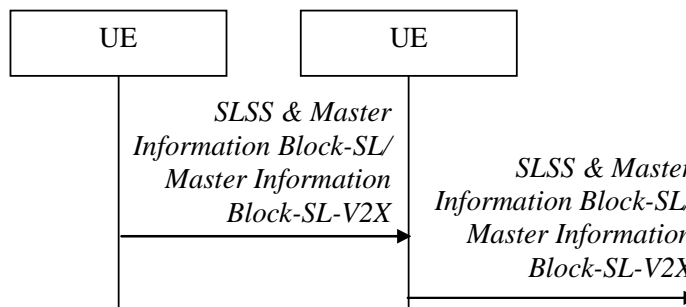 UE
UE
SLSS & Master
Information Block-SL/
Master Information
Block-SL-V2X
SLSS & Master
Information Block-SL/
Master Information
Block-SL-V2X